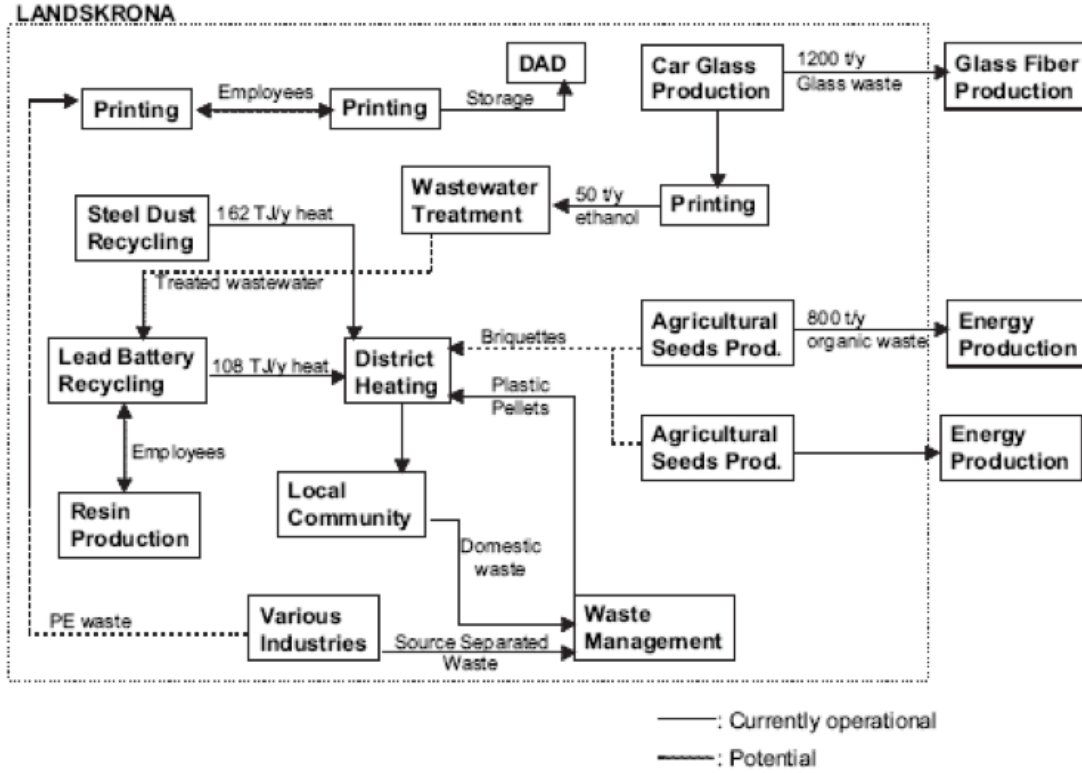 LANDSKRONA
DAD
Car Glass
Production
1200 t/y
Glass waste
Glass Fiber
Production
Printing
Employees
Printing
Storage
Wastewater
Treatment
50 t/y
ethanol
Printing
Steel Dust
Recycling
162 TJ/y heat
Treated wastewater
Lead Battery
Recycling
108 TJ/y heat
District
Heating
Briquettes
Plastic
Pellets
Agricultural
Seeds Prod.
800 t/y
organic waste
Energy
Production
Agricultural
Seeds Prod.
Energy
Production
Employees
Resin
Production
Local
Community
Domestic
waste
PE waste
Various
Industries
Source Separated
Waste
Waste
Management
: Currently operational
: Potential